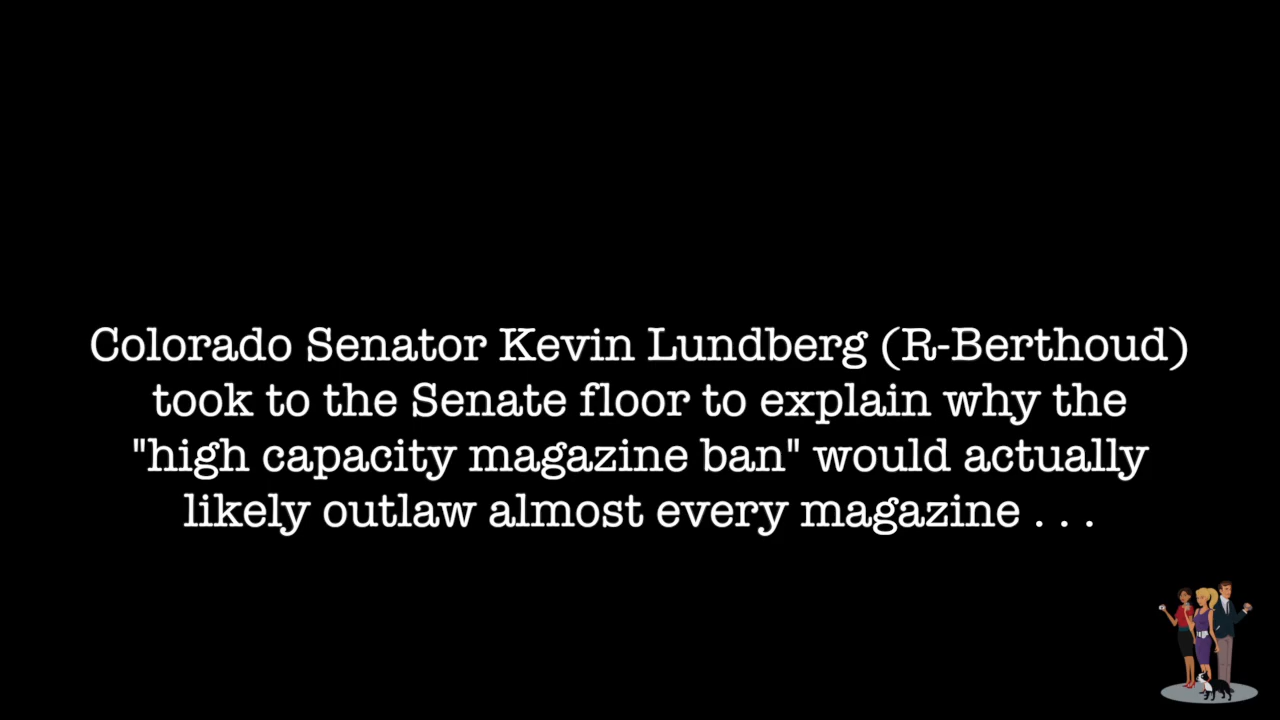 Colorado Senator Kevin Lundberg (R-Berthoud)
took to the Senate floor to explain why the
"high capacity magazine ban" would actually
likely outlaw almost every magazine . . .